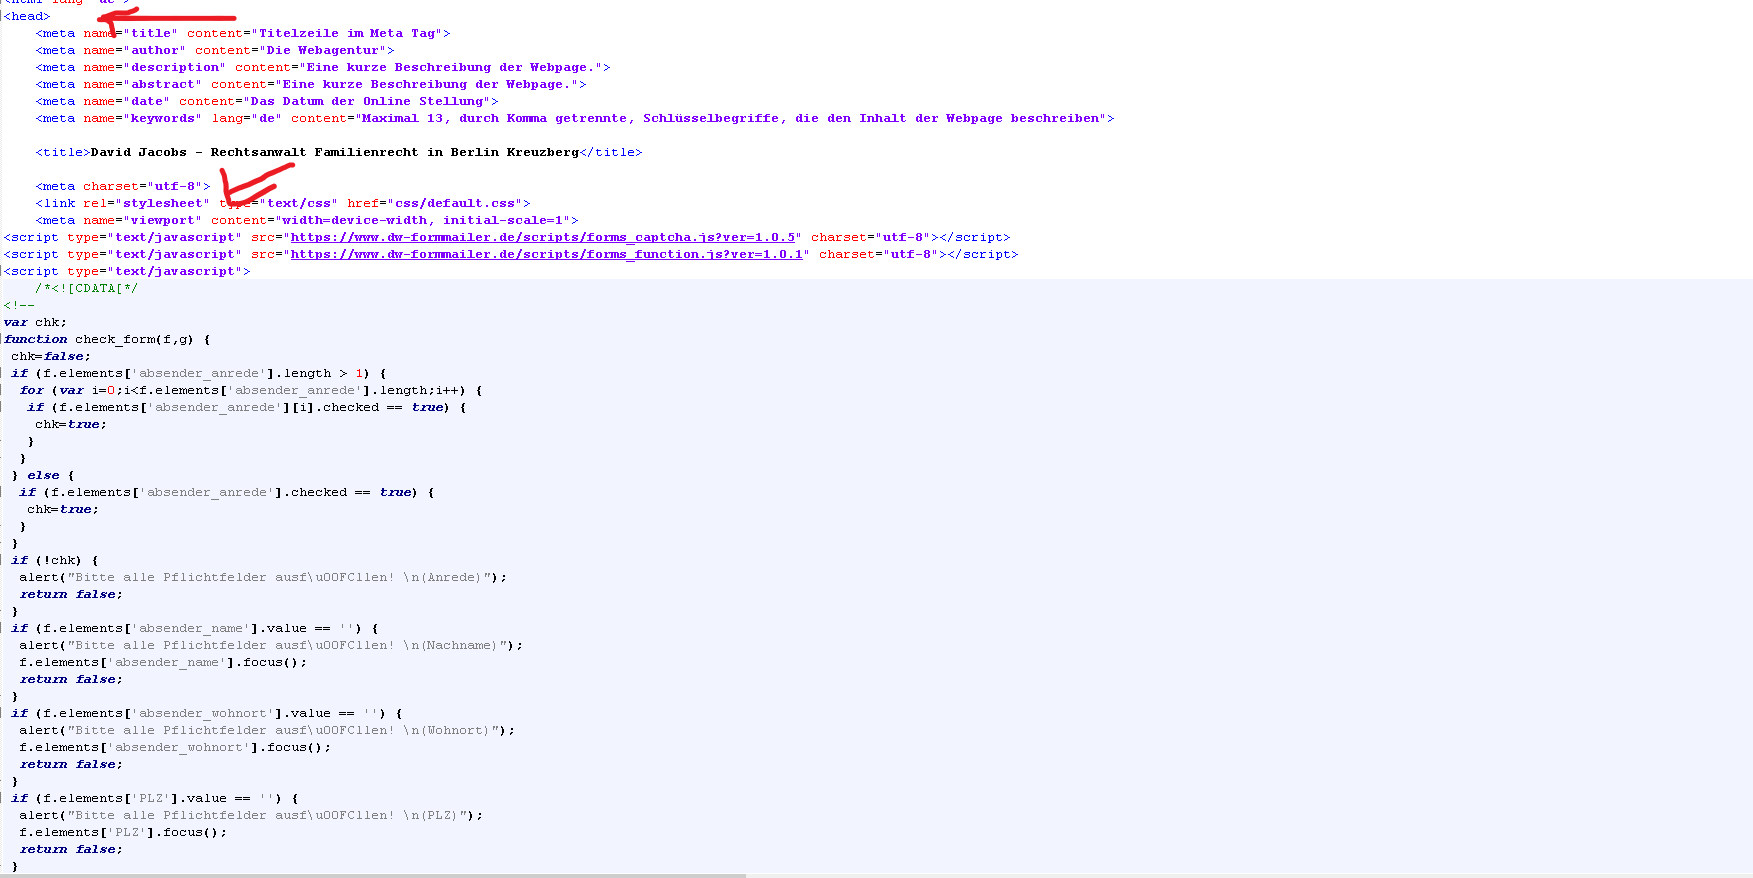 <html lang="de">
<head>
<meta name="title" content="Titelzeile im Meta Tag">
<meta name="author" content="Die Webagentur">
<meta name="description" content="Eine kurze Beschreibung der Webpage.">
<meta name="abstract" content="Eine kurze Beschreibung der Webpage.">
<meta name="date" content="Das Datum der Online Stellung">
<meta name="keywords" lang="de" content="Maximal 13, durch Komma getrennte, Schlüsselbegriffe, die den Inhalt der Webpage beschreiben">
<title>David Jacobs - Rechtsanwalt Familienrecht in Berlin Kreuzberg</title>
<meta charset="utf-8">
<link rel="stylesheet" type="text/css" href="css/default.css">
<meta name="viewport" content="width=device-width, initial-scale=1">
<script type="text/javascript" src="https://www.dw-formmailer.de/scripts/forms_captcha.js?ver=1.0.5" charset="utf-8"></script>
<script type="text/javascript" src="https://www.dw-formmailer.de/scripts/forms_function.js?ver=1.0.1" charset="utf-8"></script>
<script type="text/javascript">
/*<![CDATA[*/
<!--
var chk;
function check_form(f,g) {
chk=false;
if (f.elements['absender_anrede'].length > 1) {
for (var i=0;i<f.elements['absender_anrede'].length;i++) {
if (f.elements['absender_anrede'][i].checked == true) {
chk=true;
}
}
} else {
if (f.elements['absender_anrede'].checked == true) {
chk=true;
}
}
if (!chk) {
alert("Bitte alle Pflichtfelder ausf\u00FCllen! \n(Anrede)");
return false;
}
if (f.elements['absender_name'].value == '') {
alert("Bitte alle Pflichtfelder ausf\u00FCllen! \n(Nachname)");
f.elements['absender_name'].focus();
return false;
}
if (f.elements['absender_wohnort'].value == '') {
alert("Bitte alle Pflichtfelder ausf\u00FCllen! \n(Wohnort)");
f.elements['absender_wohnort'].focus();
return false;
}
if (f.elements['PLZ'].value == '') {
alert("Bitte alle Pflichtfelder ausf\u00FCllen! \n(PLZ)");
f.elements['PLZ'].focus();
return false;
}